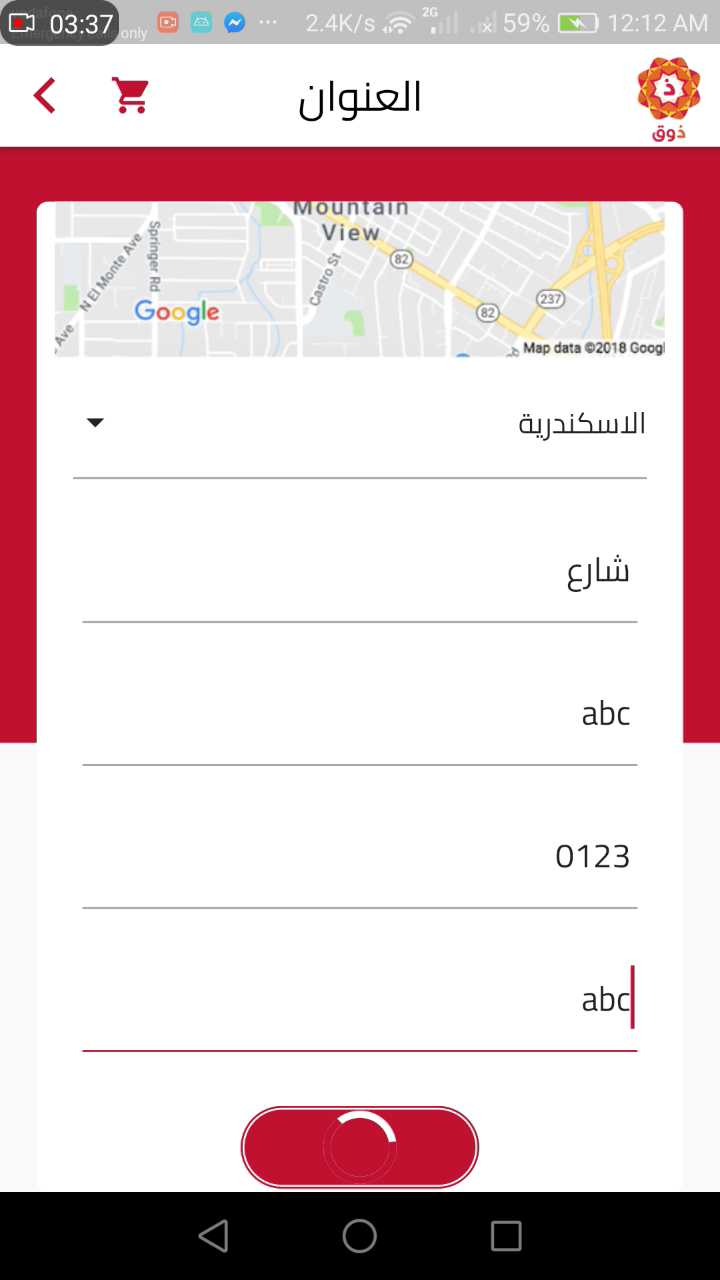 03:37
only
2.4K/s 2G 59% 12:12 AM
العنوان
ذ
ذوق
Mountain
View
Springer Rd
N El Monte Ave
Castro St
82
237
82
Google
Ave
Map data ©2018 Googl
الاسكندرية
شارع
abc
0123
abc